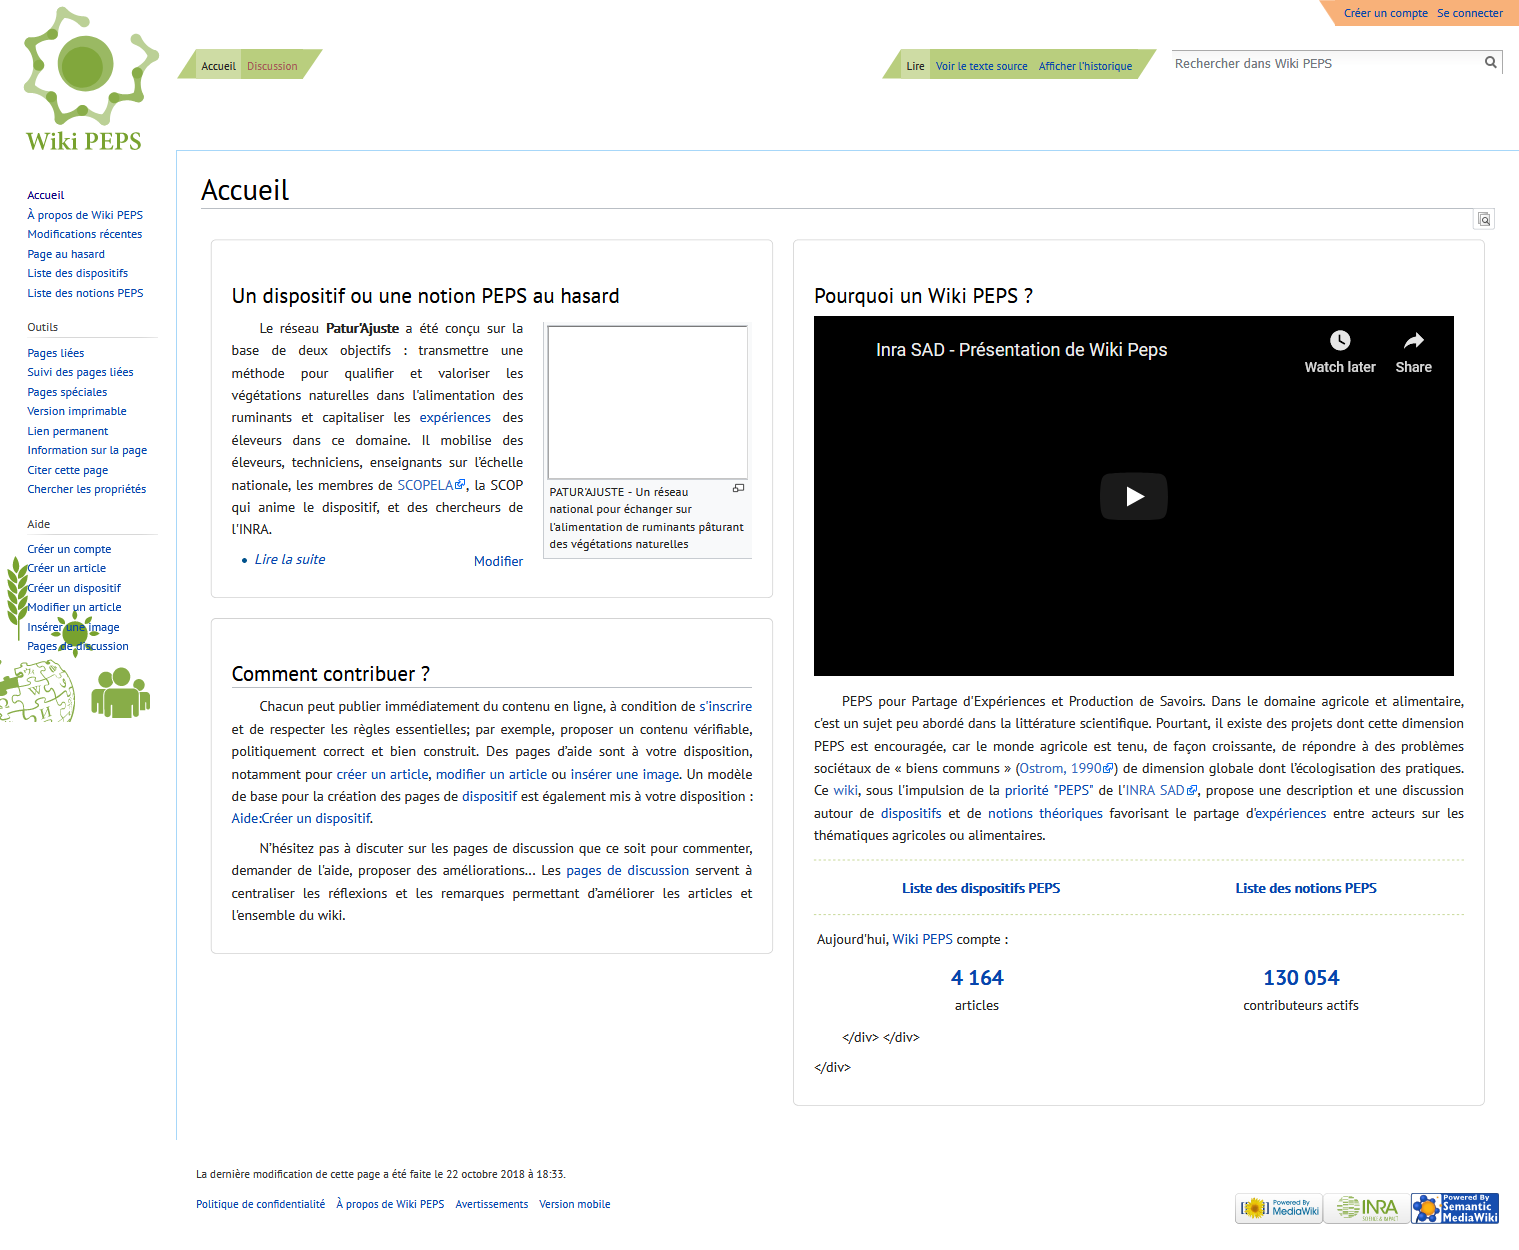 Créer un compte Se connecter
Accueil Discussion
Lire Voir le texte source Afficher l'historique
Rechercher dans Wiki PEPS
Wiki PEPS
Accueil
À propos de Wiki PEPS
Modifications récentes
Page au hasard
Liste des dispositifs
Liste des notions PEPS
Outils
Pages liées
Suivi des pages liées
Pages spéciales
Version imprimable
Lien permanent
Information sur la page
Citer cette page
Chercher les propriétés
Aide
Créer un compte
Créer un article
Créer un dispositif
Modifier un article
Insérer une image
Pages de discussion
Accueil
Un dispositif ou une notion PEPS au hasard
Le réseau Patur'Ajuste a été conçu sur la
base de deux objectifs : transmettre une
méthode pour qualifier et valoriser les
végétations naturelles dans l'alimentation des
ruminants et capitaliser les expériences des
éleveurs dans ce domaine. Il mobilise des
éleveurs, techniciens, enseignants sur l'échelle
nationale, les membres de SCOPELA, la SCOP
qui anime le dispositif, et des chercheurs de
l'INRA.
Lire la suite Modifier
PATUR'AJUSTE - Un réseau
national pour échanger sur
l'alimentation de ruminants pâturant
des végétations naturelles
Comment contribuer ?
Chacun peut publier immédiatement du contenu en ligne, à condition de s'inscrire
et de respecter les règles essentielles; par exemple, proposer un contenu vérifiable,
politiquement correct et bien construit. Des pages d'aide sont à votre disposition,
notamment pour créer un article, modifier un article ou insérer une image. Un modèle
de base pour la création des pages de dispositif est également mis à votre disposition :
Aide:Créer un dispositif.
N'hésitez pas à discuter sur les pages de discussion que ce soit pour commenter,
demander de l'aide, proposer des améliorations... Les pages de discussion servent à
centraliser les réflexions et les remarques permettant d'améliorer les articles et
l'ensemble du wiki.
Pourquoi un Wiki PEPS ?
Inra SAD - Présentation de Wiki Peps
Watch later Share
PEPS pour Partage d'Expériences et Production de Savoirs. Dans le domaine agricole et alimentaire,
c'est un sujet peu abordé dans la littérature scientifique. Pourtant, il existe des projets dont cette dimension
PEPS est encouragée, car le monde agricole est tenu, de façon croissante, de répondre à des problèmes
sociétaux de « biens communs » (Ostrom, 1990) de dimension globale dont l'écologisation des pratiques.
Ce wiki, sous l'impulsion de la priorité "PEPS" de l'INRA SAD, propose une description et une discussion
autour de dispositifs et de notions théoriques favorisant le partage d'expériences entre acteurs sur les
thématiques agricoles ou alimentaires.
Liste des dispositifs PEPS Liste des notions PEPS
Aujourd'hui, Wiki PEPS compte :
4 164 130 054
articles contributeurs actifs
</div> </div>
</div>
La dernière modification de cette page a été faite le 22 octobre 2018 à 18:33.
Politique de confidentialité À propos de Wiki PEPS Avertissements Version mobile
Powered By
MediaWiki
INRA
Powered By
Semantic
MediaWiki